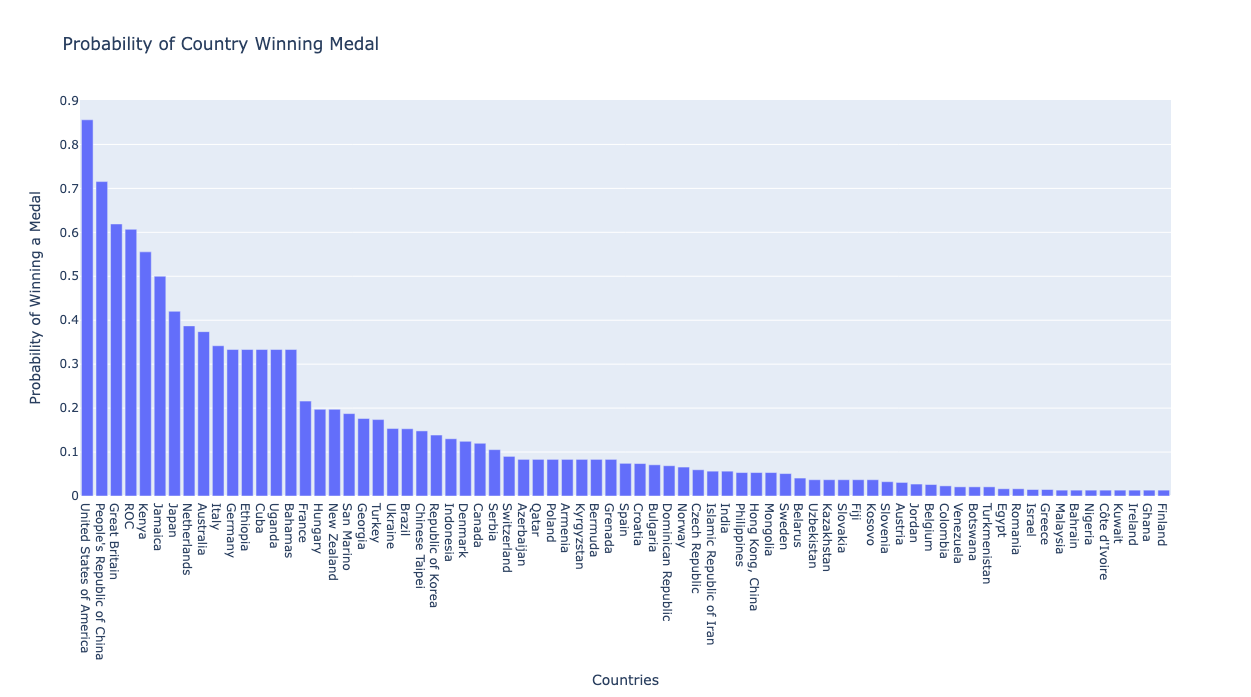 Probability of Country Winning Medal
0.9
0.8
0.7
0.6
0.5
0.4
0.3
0.2
0.1
0
Probability of Winning a Medal
United States of America
People's Republic of China
Great Britain
ROC
Kenya
Jamaica
Japan
Netherlands
Australia
Italy
Germany
Ethiopia
Cuba
Uganda
Bahamas
France
Hungary
New Zealand
San Marino
Georgia
Turkey
Ukraine
Brazil
Chinese Taipei
Republic of Korea
Indonesia
Denmark
Canada
Serbia
Switzerland
Azerbaijan
Qatar
Poland
Armenia
Kyrgyzstan
Bermuda
Grenada
Spain
Croatia
Bulgaria
Dominican Republic
Norway
Czech Republic
Islamic Republic of Iran
India
Philippines
Hong Kong, China
Mongolia
Sweden
Belarus
Uzbekistan
Kazakhstan
Slovakia
Fiji
Kosovo
Slovenia
Austria
Jordan
Belgium
Colombia
Venezuela
Botswana
Turkmenistan
Egypt
Romania
Israel
Greece
Malaysia
Bahrain
Nigeria
Côte d'Ivoire
Kuwait
Ireland
Ghana
Finland
Countries